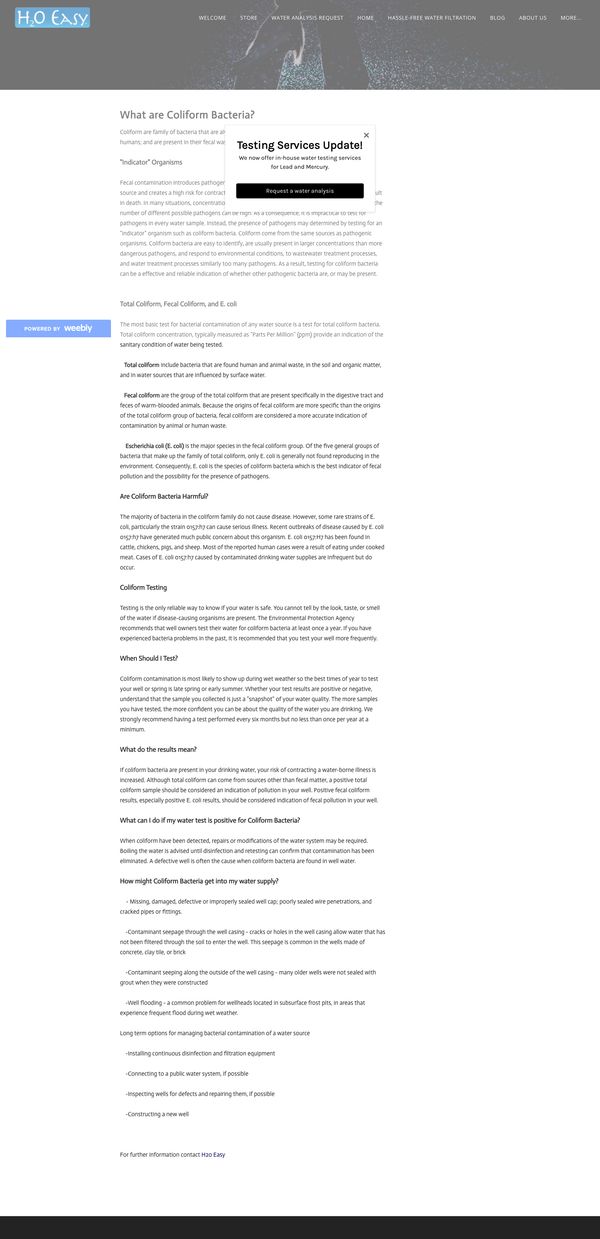 H2O Easy
WELCOME STORE WATER ANALYSIS REQUEST HOME HASSLE-FREE WATER FILTRATION BLOG ABOUT US MORE...
What are Coliform Bacteria?
Coliform are family of bacteria that are
humans; and are present in their fecal
×
Testing Services Update!
We now offer in-house water testing services
for Lead and Mercury.
Request a water analysis
"Indicator" Organisms
Fecal contamination introduces
source and creates a high risk for
in death. In many situations,
number of different possible pathogens can be high. As a consequence, it is impractical to test for
pathogens in every water sample. Instead, the presence of pathogens may determined by testing for an
"indicator" organism such as coliform bacteria. Coliform come from the same sources as pathogenic
organisms. Coliform bacteria are easy to identify, are usually present in larger concentrations than more
dangerous pathogens, and respond to environmental conditions, to wastewater treatment processes,
and water treatment processes similarly too many pathogens. As a result, testing for coliform bacteria
can be a effective and reliable indication of whether other pathogenic bacteria are, or may be present.
Total Coliform, Fecal Coliform, and E. coli
POWERED BY weebly
The most basic test for bacterial contamination of any water source is a test for total coliform bacteria.
Total coliform concentration, typically measured as "Parts Per Million" (ppm) provide an indication of the
sanitary condition of water being tested.
Total coliform include bacteria that are found human and animal waste, in the soil and organic matter,
and in water sources that are influenced by surface water.
Fecal coliform are the group of the total coliform that are present specifically in the digestive tract and
feces of warm-blooded animals. Because the origins of fecal coliform are more specific than the origins
of the total coliform group of bacteria, fecal coliform are considered a more accurate indication of
contamination by animal or human waste.
Escherichia coli (E. coli) is the major species in the fecal coliform group. Of the five general groups of
bacteria that make up the family of total coliform, only E. coli is generally not found reproducing in the
environment. Consequently, E. coli is the species of coliform bacteria which is the best indicator of fecal
pollution and the possibility for the presence of pathogens.
Are Coliform Bacteria Harmful?
The majority of bacteria in the coliform family do not cause disease. However, some rare strains of E.
coli, particularly the strain 0157:h7 can cause serious illness. Recent outbreaks of disease caused by E. coli
0157:h7 have generated much public concern about this organism. E. coli 0157:h7 has been found in
cattle, chickens, pigs, and sheep. Most of the reported human cases were a result of eating under cooked
meat. Cases of E. coli 0157:h7 caused by contaminated drinking water supplies are infrequent but do
occur.
Coliform Testing
Testing is the only reliable way to know if your water is safe. You cannot tell by the look, taste, or smell
of the water if disease-causing organisms are present. The Environmental Protection Agency
recommends that well owners test their water for coliform bacteria at least once a year. If you have
experienced bacteria problems in the past, it is recommended that you test your well more frequently.
When Should I Test?
Coliform contamination is most likely to show up during wet weather so the best times of year to test
your well or spring is late spring or early summer. Whether your test results are positive or negative,
understand that the sample you collected is just a "snapshot" of your water quality. The more samples
you have tested, the more confident you can be about the quality of the water you are drinking. We
strongly recommend having a test performed every six months but no less than once per year at a
minimum.
What do the results mean?
If coliform bacteria are present in your drinking water, your risk of contracting a water-borne illness is
increased. Although total coliform can come from sources other than fecal matter, a positive total
coliform sample should be considered an indication of pollution in your well. Positive fecal coliform
results, especially positive E. coli results, should be considered indication of fecal pollution in your well.
What can I do if my water test is positive for Coliform Bacteria?
When coliform have been detected, repairs or modifications of the water system may be required.
Boiling the water is advised until disinfection and retesting can confirm that contamination has been
eliminated. A defective well is often the cause when coliform bacteria are found in well water.
How might Coliform Bacteria get into my water supply?
- Missing, damaged, defective or improperly sealed well cap; poorly sealed wire penetrations, and
cracked pipes or fittings.
-Contaminant seepage through the well casing - cracks or holes in the well casing allow water that has
not been filtered through the soil to enter the well. This seepage is common in the wells made of
concrete, clay tile, or brick
-Contaminant seeping along the outside of the well casing - many older wells were not sealed with
grout when they were constructed
-Well flooding - a common problem for wellheads located in subsurface frost pits, in areas that
experience frequent flood during wet weather.
Long term options for managing bacterial contamination of a water source
-Installing continuous disinfection and filtration equipment
-Connecting to a public water system, if possible
-Inspecting wells for defects and repairing them, if possible
-Constructing a new well
For further information contact H2o Easy